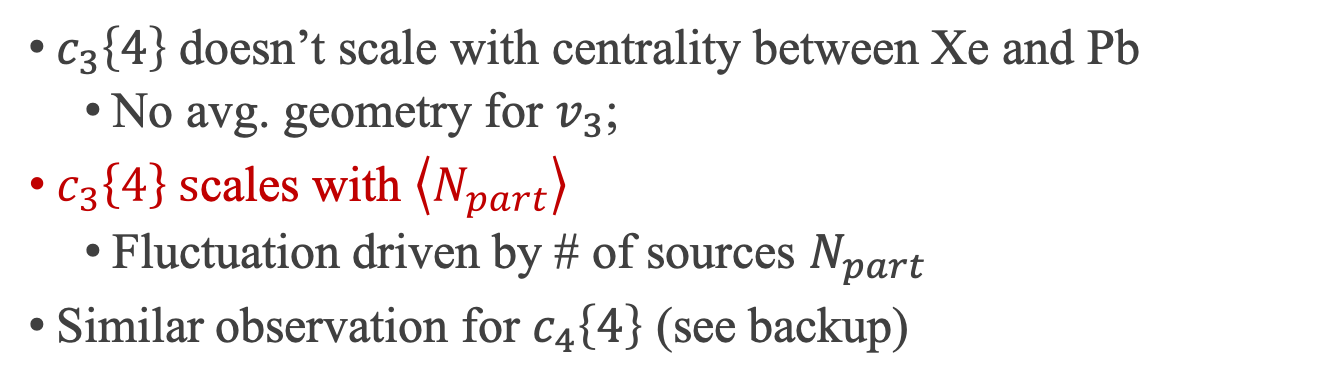 • c₃{4} doesn’t scale with centrality between Xe and Pb
• No avg. geometry for v₃;
• c₃{4} scales with ⟨N_part⟩
• Fluctuation driven by # of sources N_part
• Similar observation for c₄{4} (see backup)